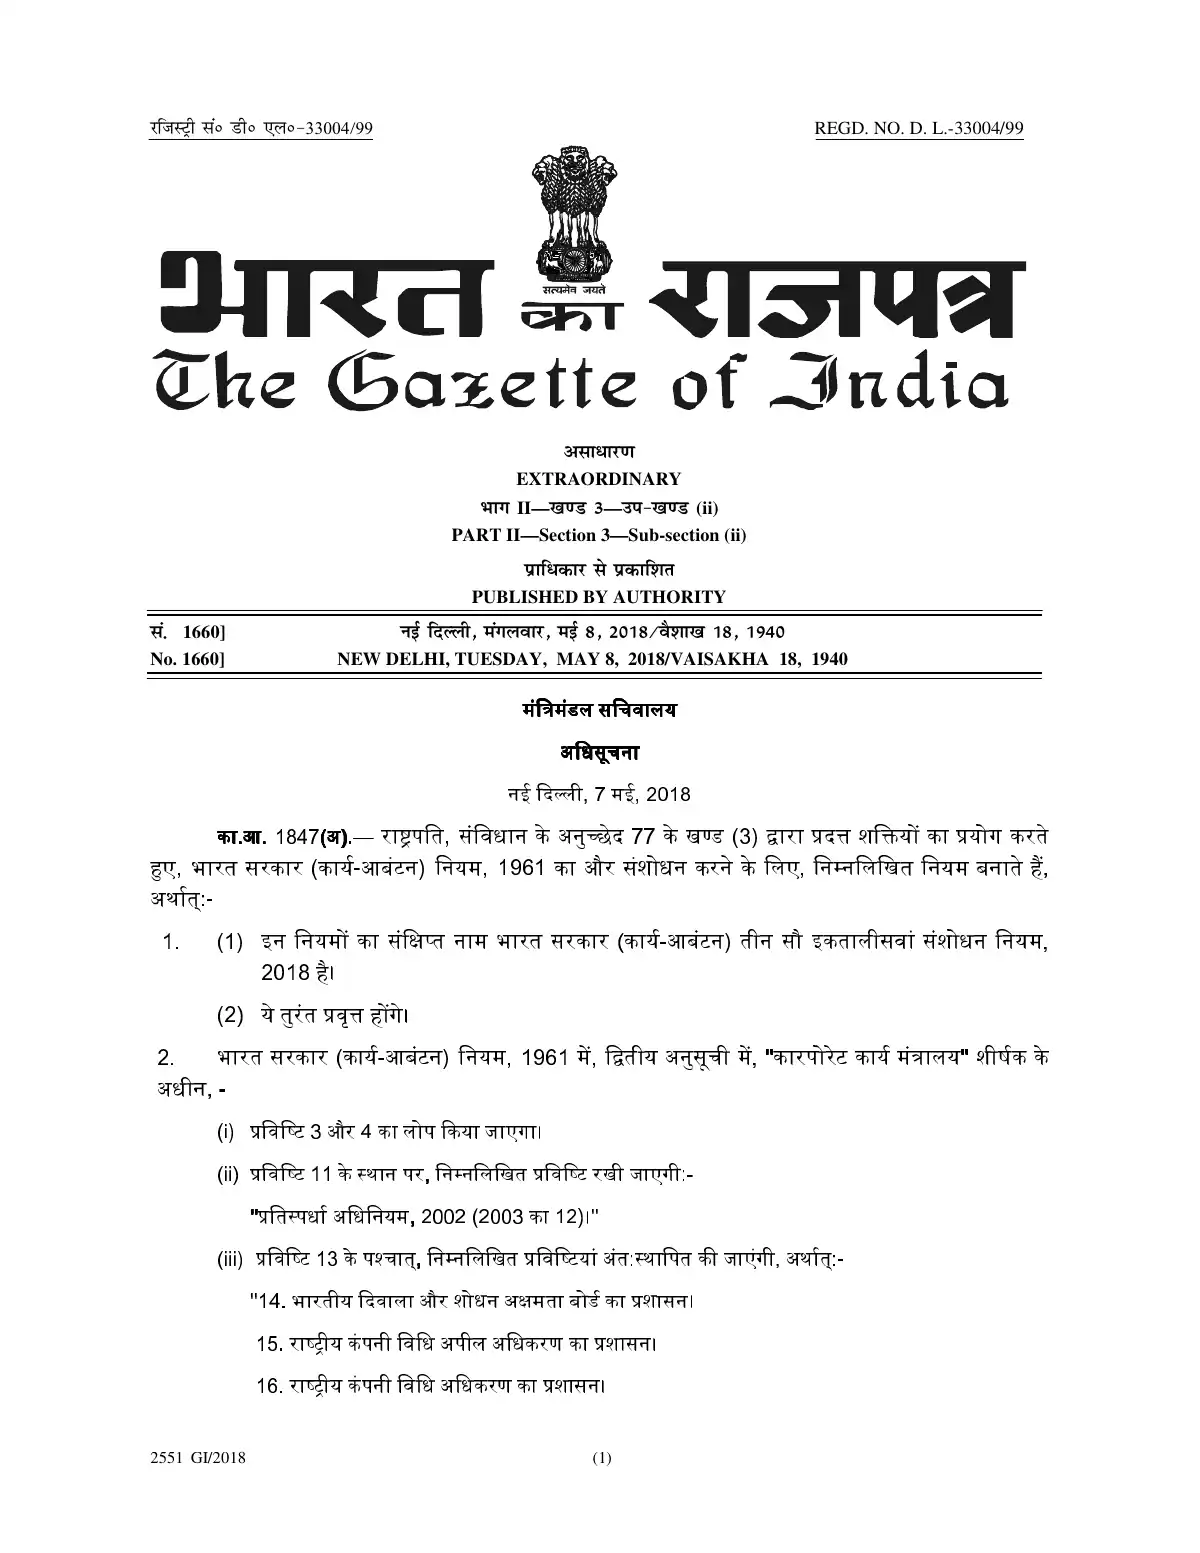 रजिस्ट्री सं० डी० एल०-33004/99
REGD. NO. D. L.-33004/99
सत्यमेव जयते
भारत का राजपत्र
The Gazette of India
असाधारण
EXTRAORDINARY
भाग II—खण्ड 3—उप-खण्ड (ii)
PART II—Section 3—Sub-section (ii)
प्राधिकार से प्रकाशित
PUBLISHED BY AUTHORITY
सं. 1660] नई दिल्ली, मंगलवार, मई 8, 2018/वैशाख 18, 1940
No. 1660] NEW DELHI, TUESDAY, MAY 8, 2018/VAISAKHA 18, 1940
मंत्रिमंडल सचिवालय
अधिसूचना
नई दिल्ली, 7 मई, 2018
का.आ. 1847(अ).— राष्ट्रपति, संविधान के अनुच्छेद 77 के खण्ड (3) द्वारा प्रदत्त शक्तियों का प्रयोग करते
हुए, भारत सरकार (कार्य-आबंटन) नियम, 1961 का और संशोधन करने के लिए, निम्नलिखित नियम बनाते हैं,
अर्थात्:-
1. (1) इन नियमों का संक्षिप्त नाम भारत सरकार (कार्य-आबंटन) तीन सौ इकतालीसवां संशोधन नियम,
2018 है।
(2) ये तुरंत प्रवृत्त होंगे।
2. भारत सरकार (कार्य-आबंटन) नियम, 1961 में, द्वितीय अनुसूची में, "कारपोरेट कार्य मंत्रालय" शीर्षक के
अधीन, -
(i) प्रविष्टि 3 और 4 का लोप किया जाएगा।
(ii) प्रविष्टि 11 के स्थान पर, निम्नलिखित प्रविष्टि रखी जाएगी:-
"प्रतिस्पर्धा अधिनियम, 2002 (2003 का 12)।"
(iii) प्रविष्टि 13 के पश्चात्, निम्नलिखित प्रविष्टियां अंत:स्थापित की जाएंगी, अर्थात्:-
"14. भारतीय दिवाला और शोधन अक्षमता बोर्ड का प्रशासन।
15. राष्ट्रीय कंपनी विधि अपील अधिकरण का प्रशासन।
16. राष्ट्रीय कंपनी विधि अधिकरण का प्रशासन।
2551 GI/2018
(1)